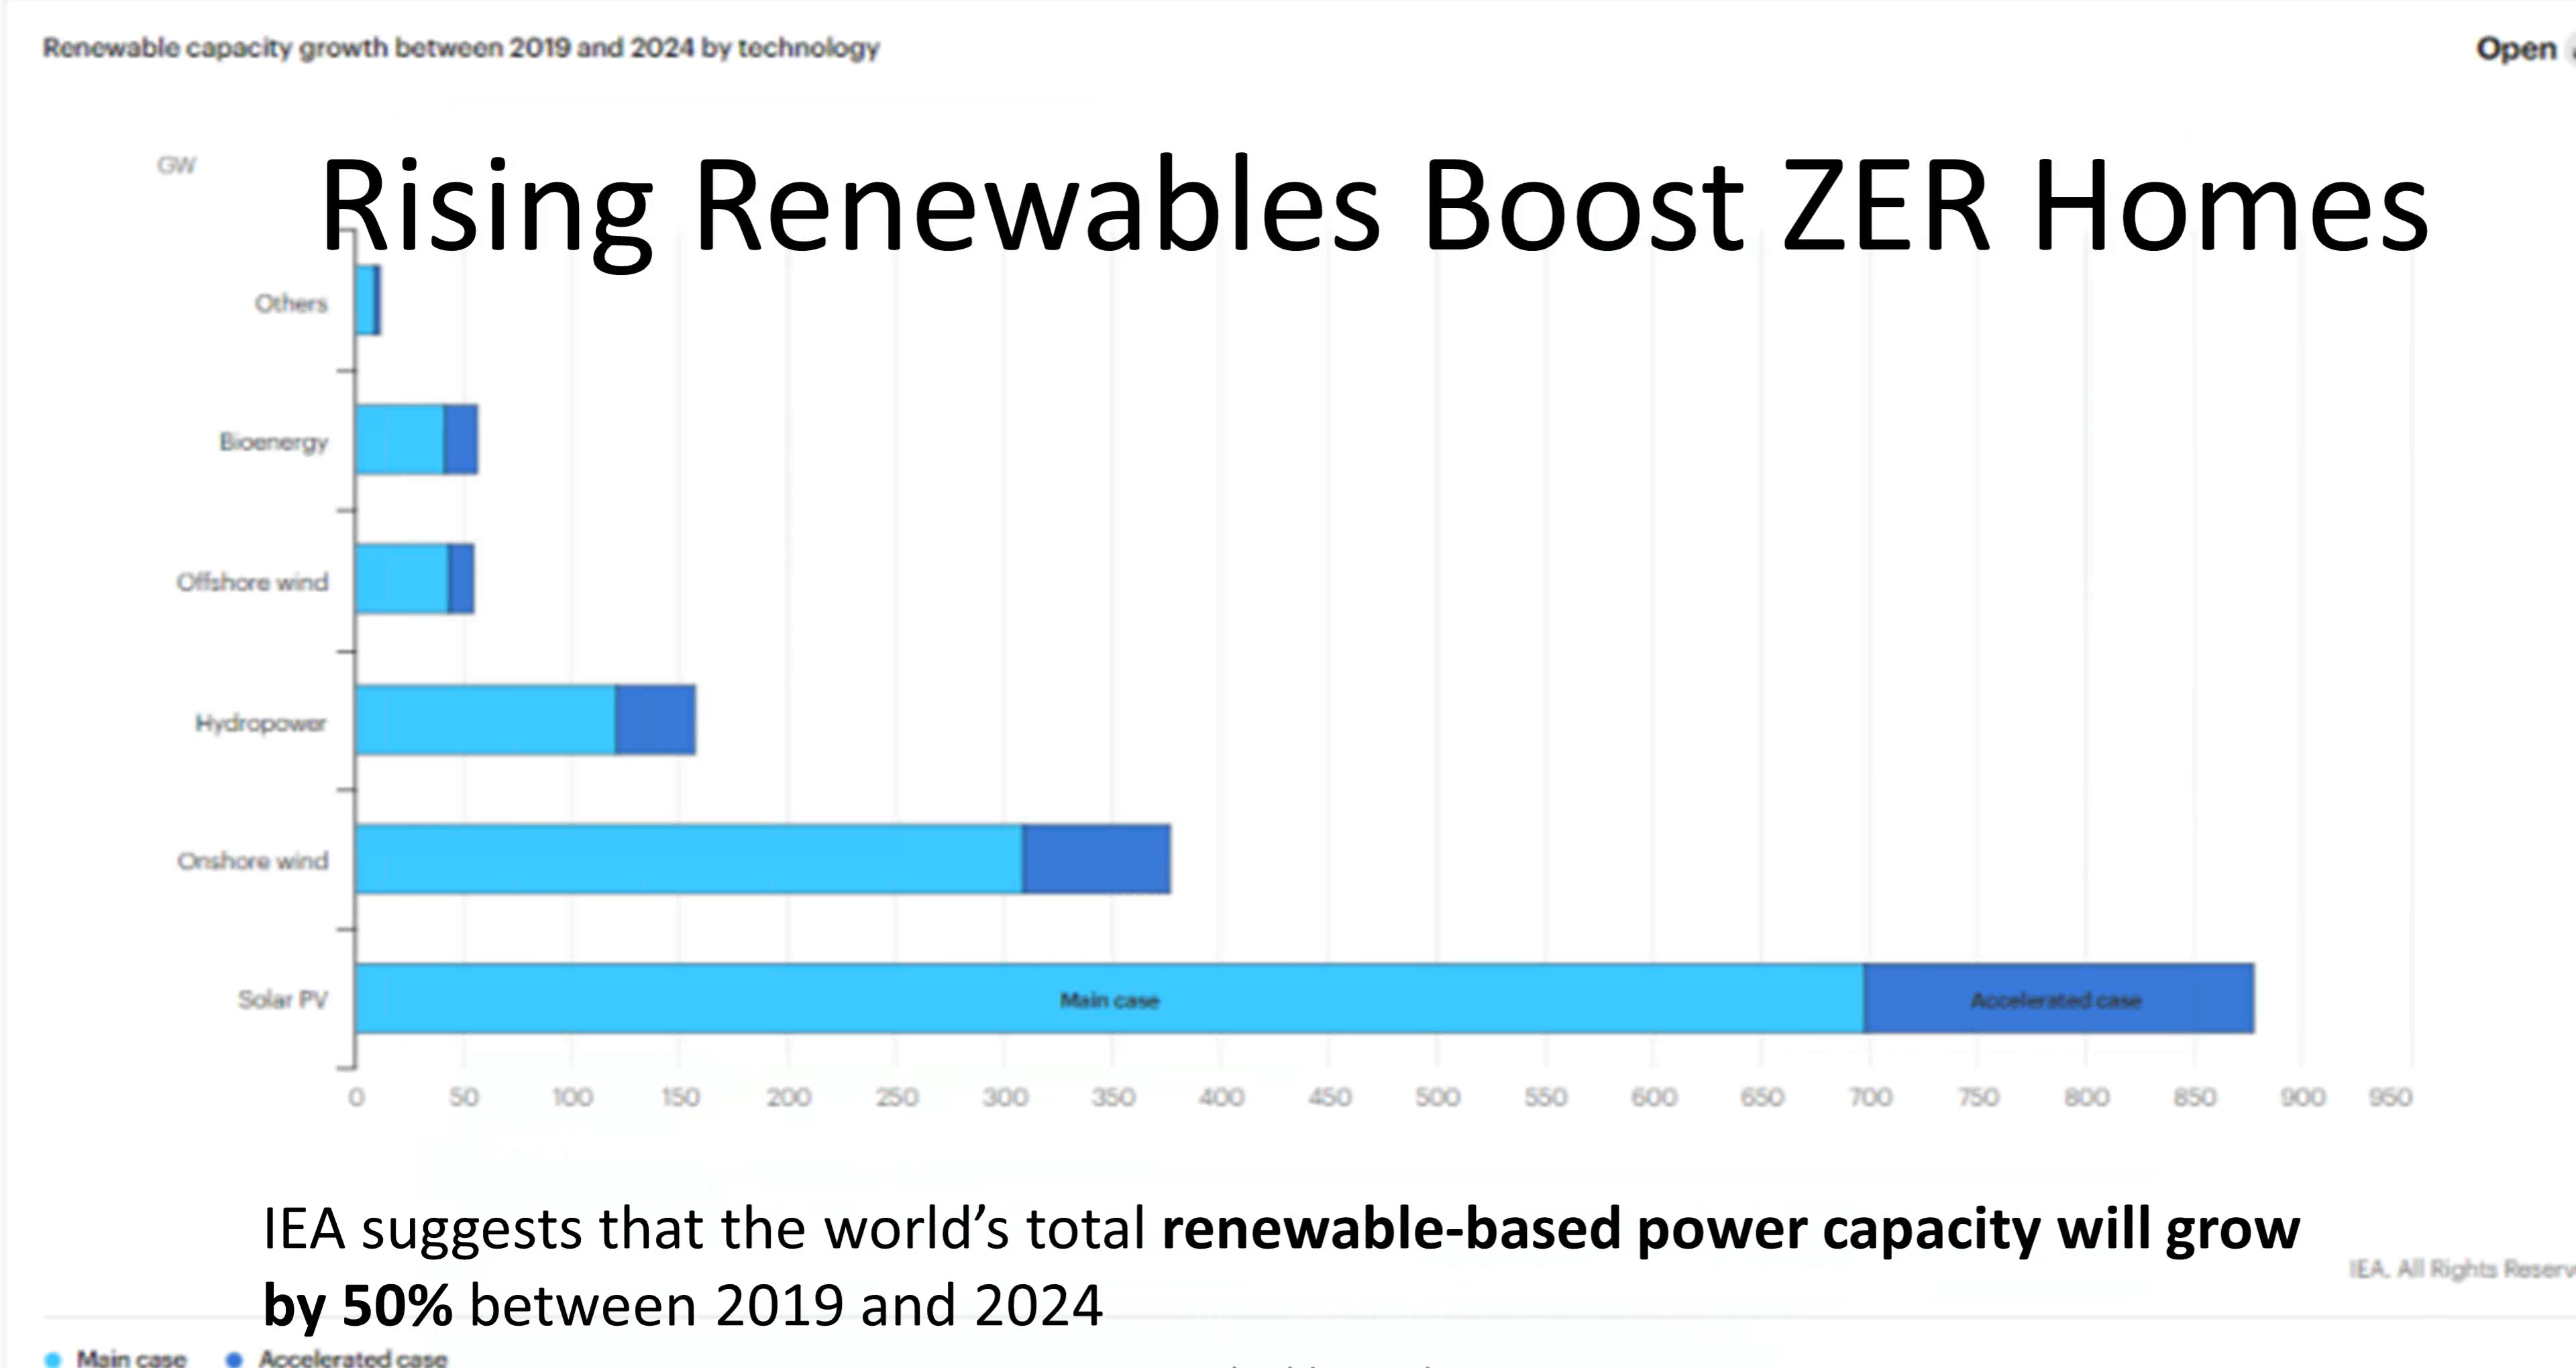 Renewable capacity growth between 2019 and 2024 by technology
Open
GW
Rising Renewables Boost ZER Homes
Others
Bioenergy
Offshore wind
Hydropower
Onshore wind
Solar PV
Main case
Accelerated case
0 50 100 150 200 250 300 350 400 450 500 550 600 650 700 750 800 850 900 950
IEA suggests that the world’s total renewable-based power capacity will grow
by 50% between 2019 and 2024
IEA. All Rights
Main case Accelerated case